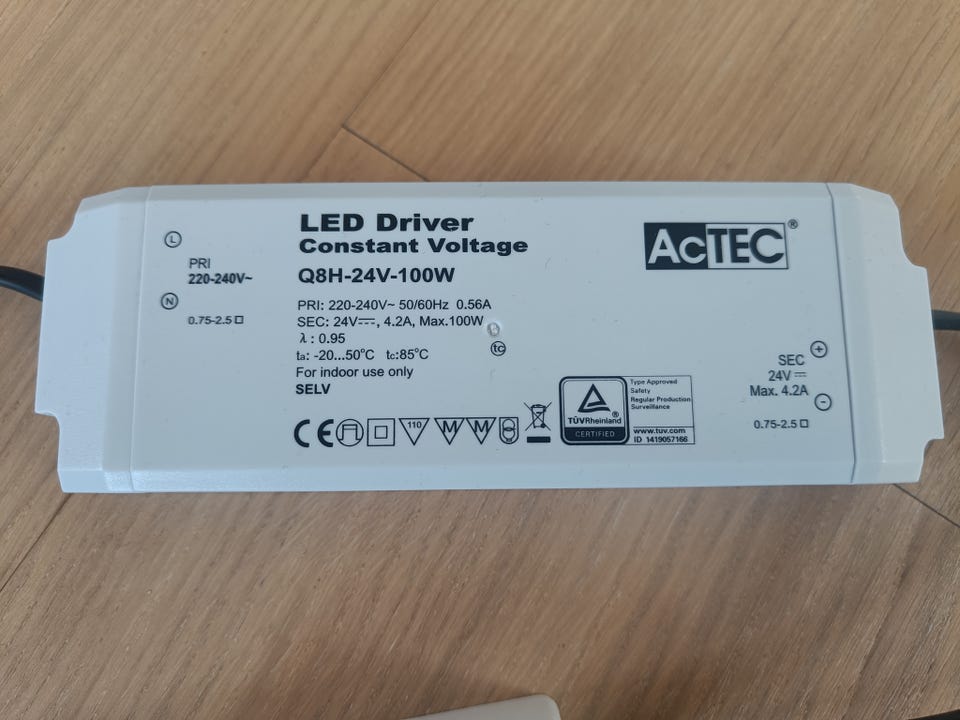 LED Driver
Constant Voltage
Q8H-24V-100W
ACTEC®
L
PRI
220-240V~
N
0.75-2.5
PRI: 220-240V~ 50/60Hz 0.56A
SEC: 24V⎓, 4.2A, Max.100W
λ : 0.95
ta: -20...50°C tc:85°C
For indoor use only
SELV
tc
+
SEC
24V ⎓
Max. 4.2A
-
0.75-2.5
CE
110
M M
TÜVRheinland®
CERTIFIED
Type Approved
Safety
Regular Production
Surveillance
www.tuv.com
ID 1419057166